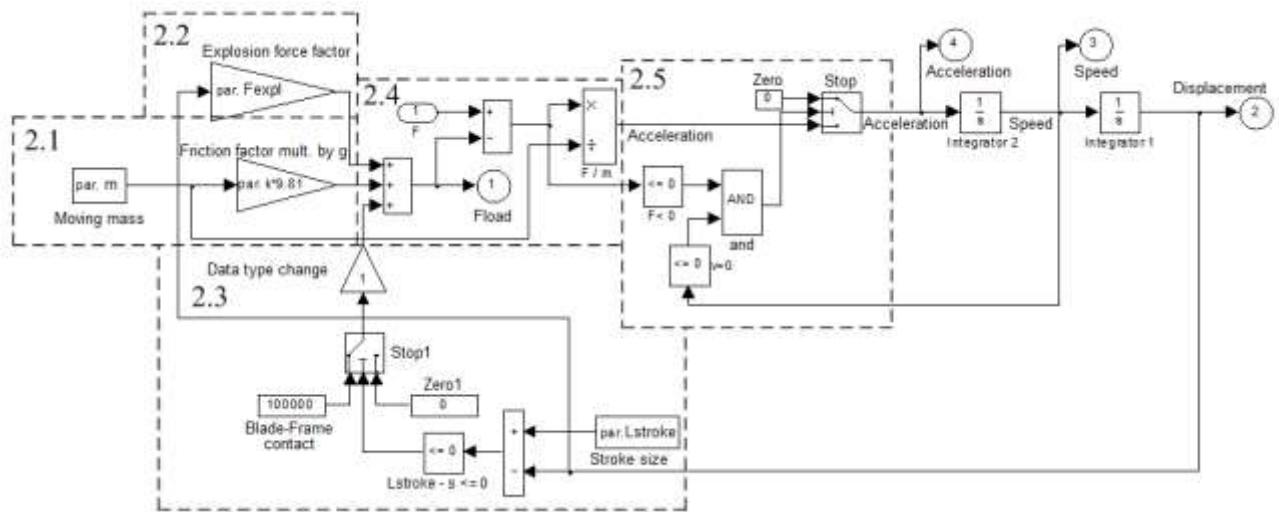 2.2
Explosion force factor
par. Fexpl
2.1
par. m
Moving mass
Friction factor mult. by g
par. k*9.81
2.4
1
F
+
−
+
+
+
1
Fload
×
÷
F / m
Acceleration
2.5
Zero
0
Stop
<= 0
F< 0
AND
and
<= 0
v=0
Acceleration
4
Acceleration
1
s
Integrator 2
Speed
3
Speed
1
s
Integrator 1
Displacement
2
Data type change
1
2.3
Stop1
100000
Blade-Frame
contact
Zero1
0
<= 0
Lstroke - s <= 0
+
−
par. Lstroke
Stroke size